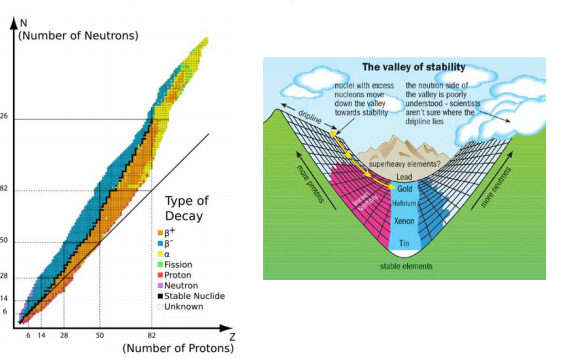 N
(Number of Neutrons)
26
82
50
28
14
6
6 14 28 50 82
Z
(Number of Protons)
Type of
Decay
β+
β-
α
Fission
Proton
Neutron
Stable Nuclide
Unknown
The valley of stability
nuclei with excess
nucleons move
down the valley
towards stability
the neutron side of
the valley is poorly
understood - scientists
aren't sure where the
dripline lies
dripline
superheavy elements?
more protons
more neutrons
Lead
Gold
Hafnium
Xenon
Tin
stable elements